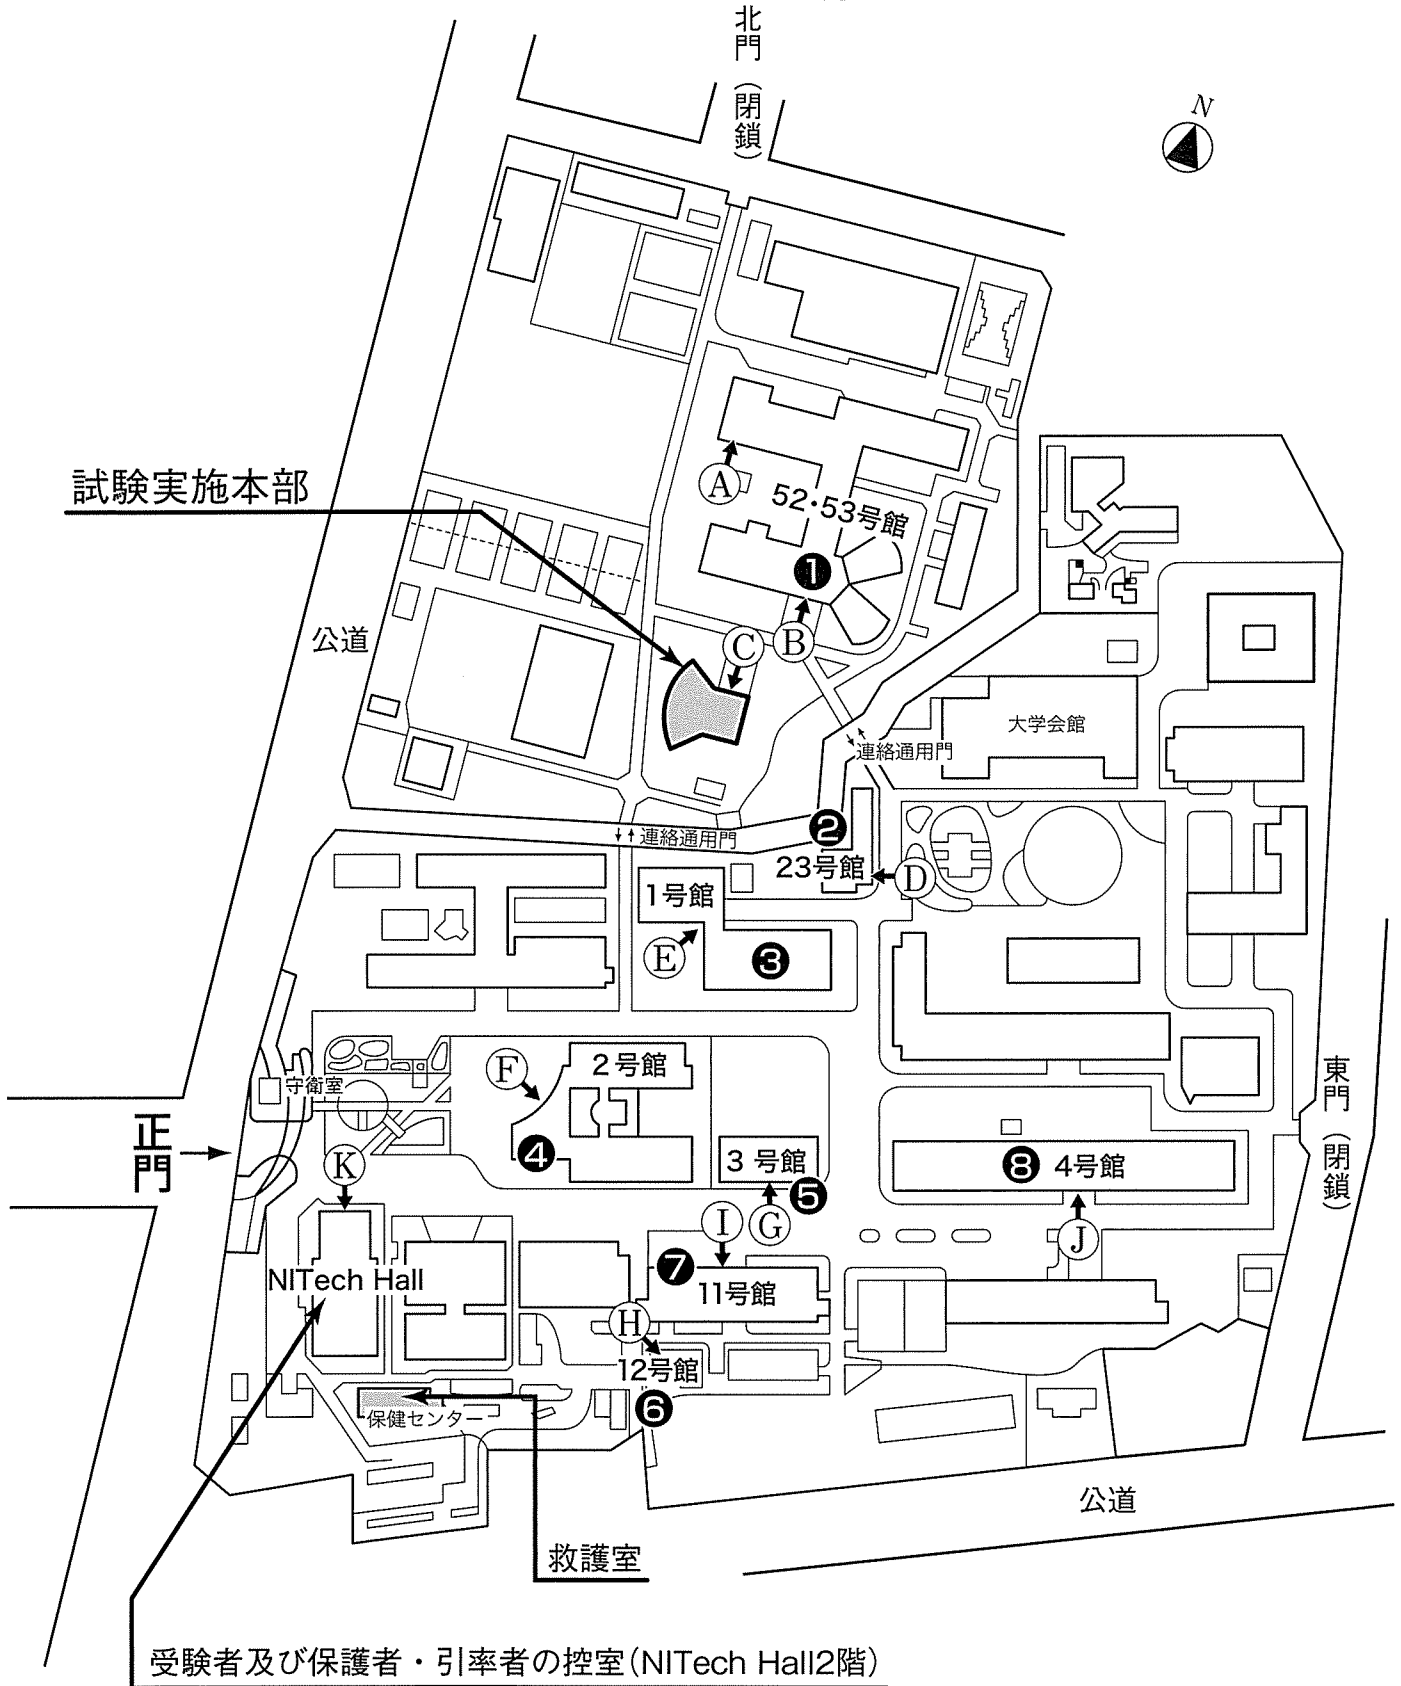 北門（閉鎖）
N
試験実施本部
A
52・53号館
1
公道
C
B
大学会館
連絡通用門
2
連絡通用門
23号館
D
1号館
E
3
F
2号館
守衛室
東門（閉鎖）
正門
4
3 号館
5
8 4号館
K
I
G
J
7
NITech Hall
11号館
H
12号館
6
保健センター
公道
救護室
受験者及び保護者・引率者の控室(NITech Hall2階)